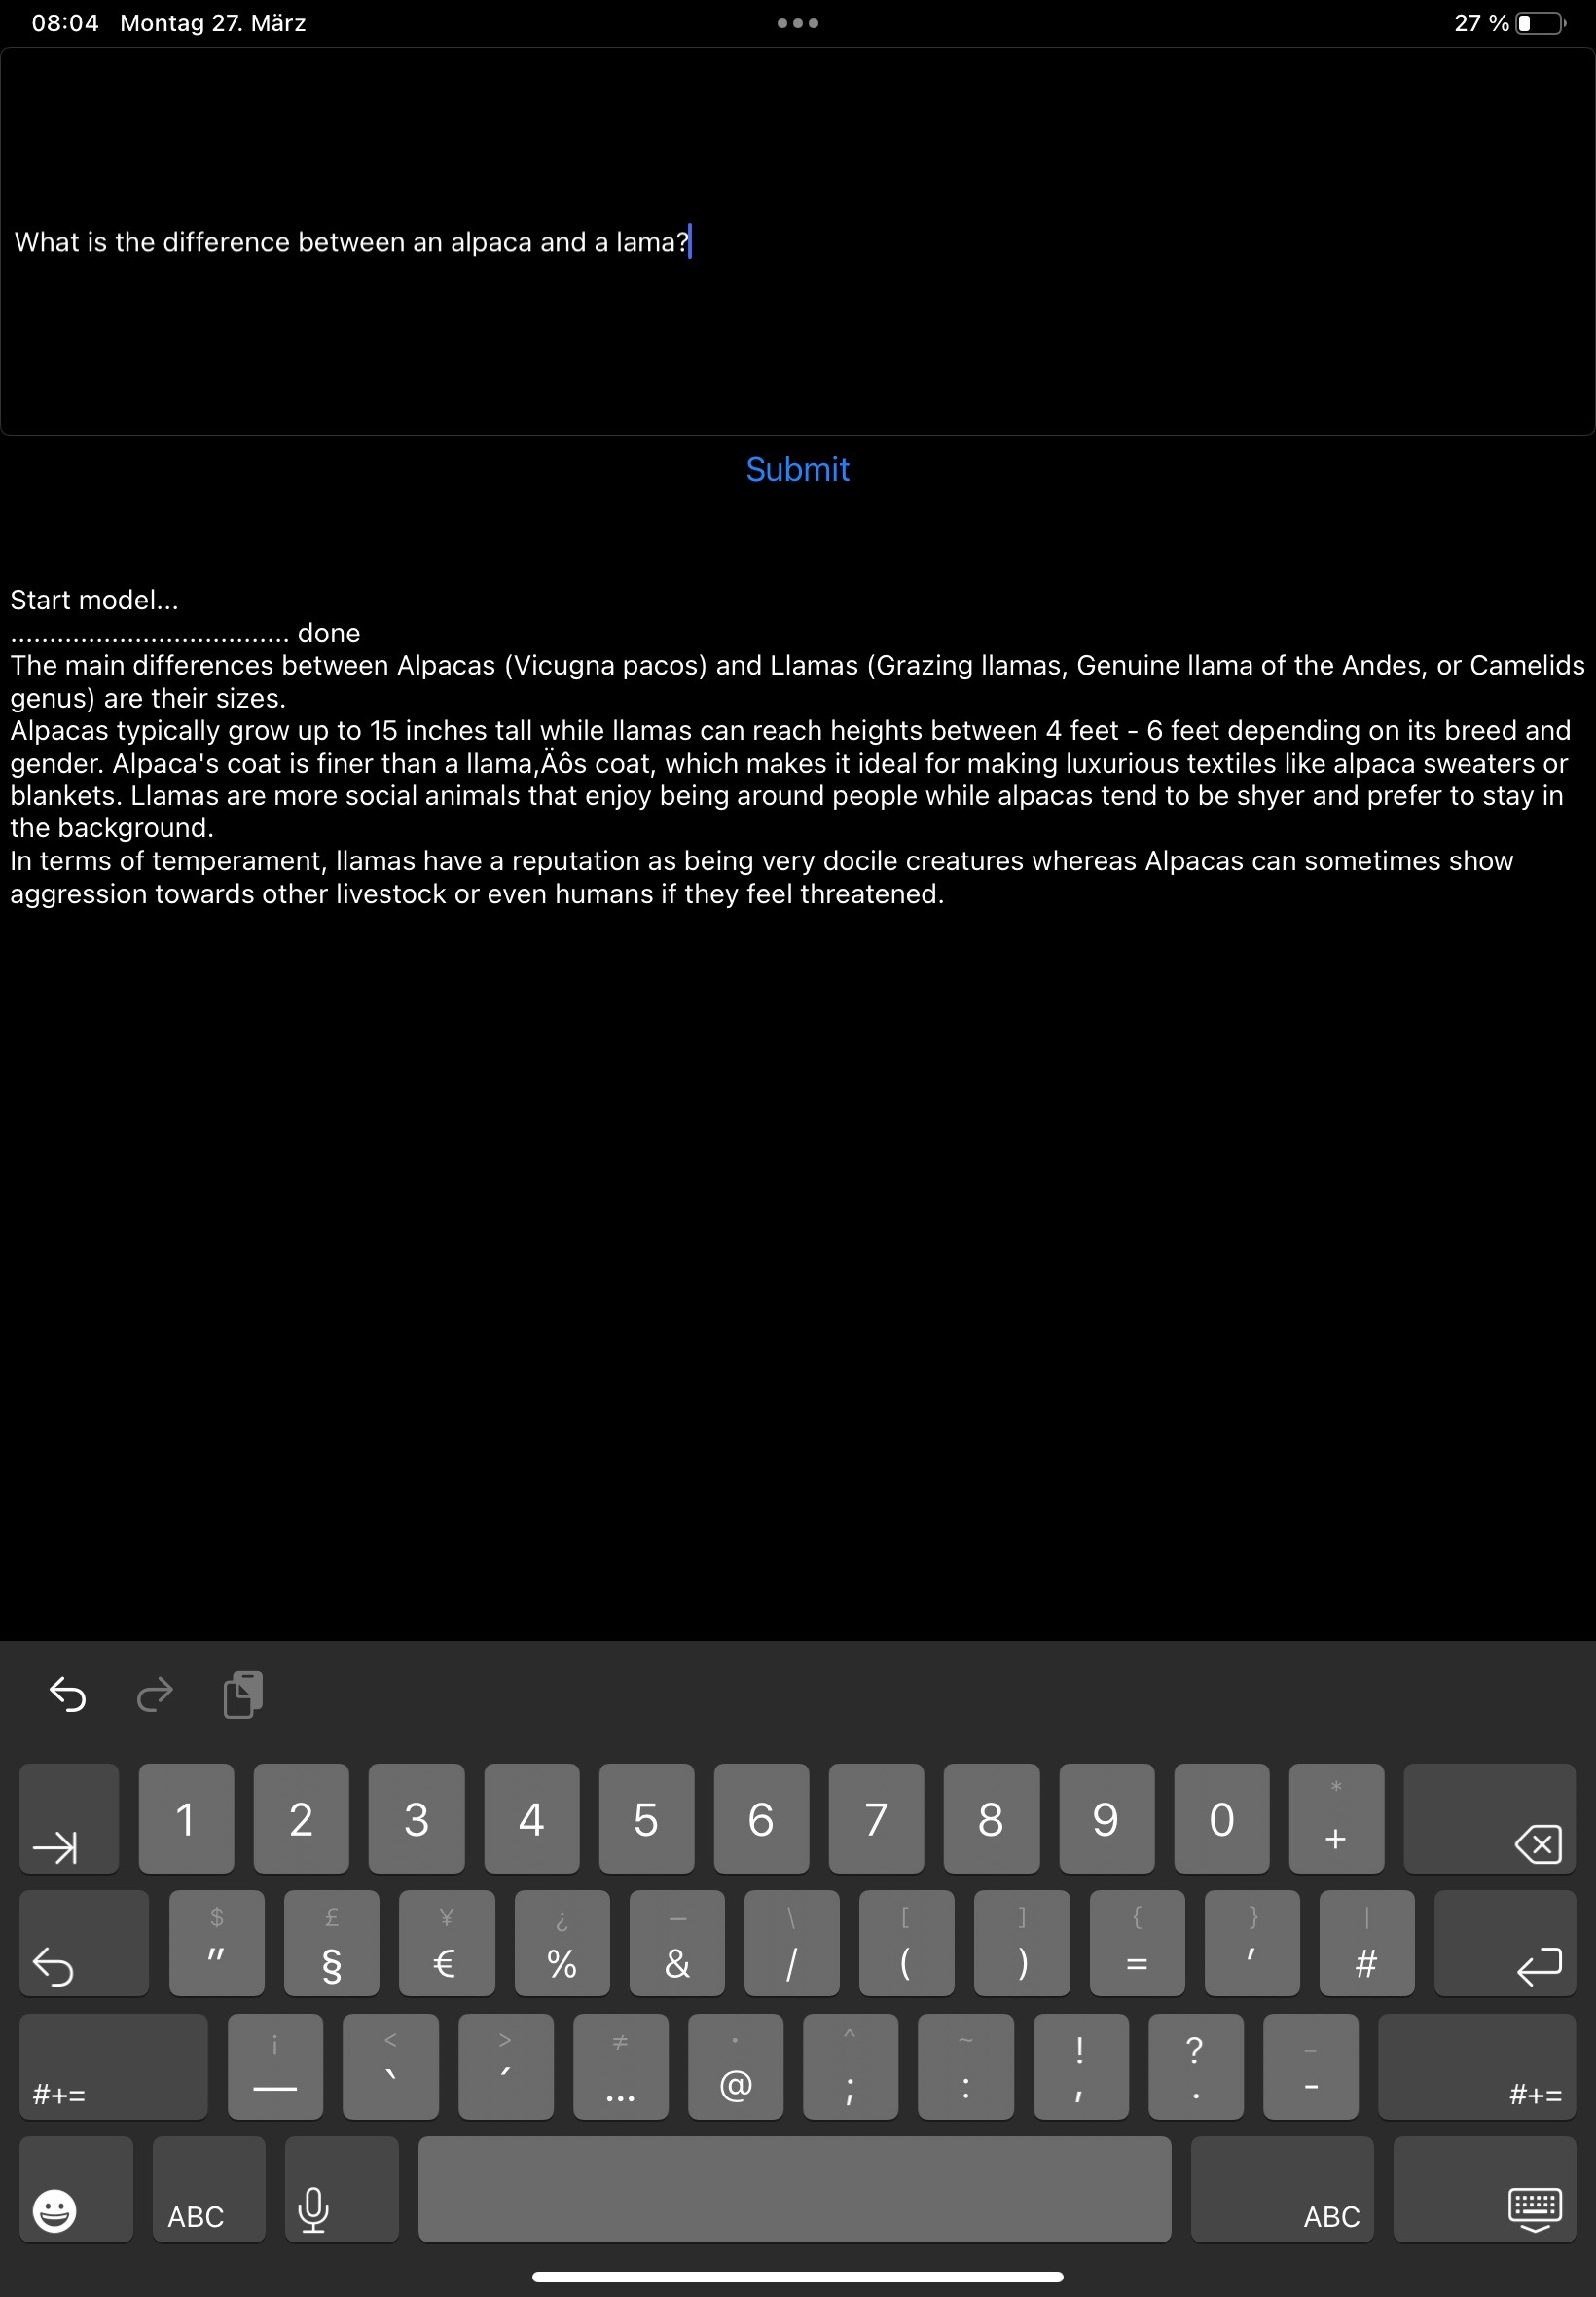 08:04 Montag 27. März
27 %
What is the difference between an alpaca and a lama?
Submit
Start model...
.................................. done
The main differences between Alpacas (Vicugna pacos) and Llamas (Grazing llamas, Genuine llama of the Andes, or Camelids
genus) are their sizes.
Alpacas typically grow up to 15 inches tall while llamas can reach heights between 4 feet - 6 feet depending on its breed and
gender. Alpaca's coat is finer than a llama‚Äôs coat, which makes it ideal for making luxurious textiles like alpaca sweaters or
blankets. Llamas are more social animals that enjoy being around people while alpacas tend to be shyer and prefer to stay in
the background.
In terms of temperament, llamas have a reputation as being very docile creatures whereas Alpacas can sometimes show
aggression towards other livestock or even humans if they feel threatened.
1 2 3 4 5 6 7 8 9 0 * +
$ £ ¥ ¿ – \ [ ] { } |
" § € % & / ( ) = ' #
¡ < > ≠ · ^ ~ ! ? _
#+= — ` ´ ... @ ; : , . - #+=
ABC ABC